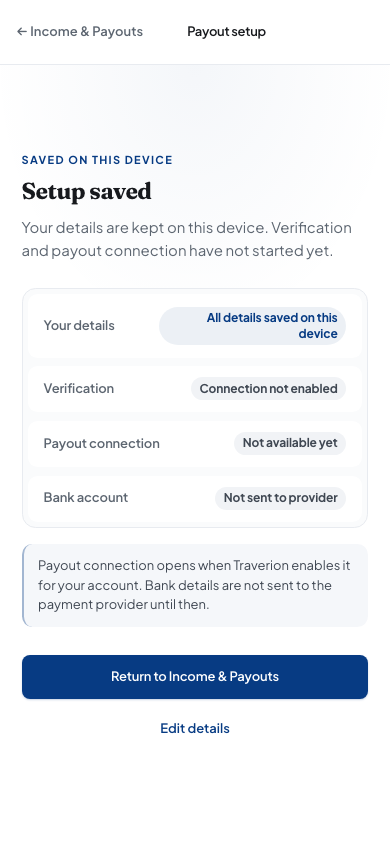 ← Income & Payouts
Payout setup
SAVED ON THIS DEVICE
Setup saved
Your details are kept on this device. Verification
and payout connection have not started yet.
Your details
All details saved on this
device
Verification
Connection not enabled
Payout connection
Not available yet
Bank account
Not sent to provider
Payout connection opens when Traverion enables it
for your account. Bank details are not sent to the
payment provider until then.
Return to Income & Payouts
Edit details